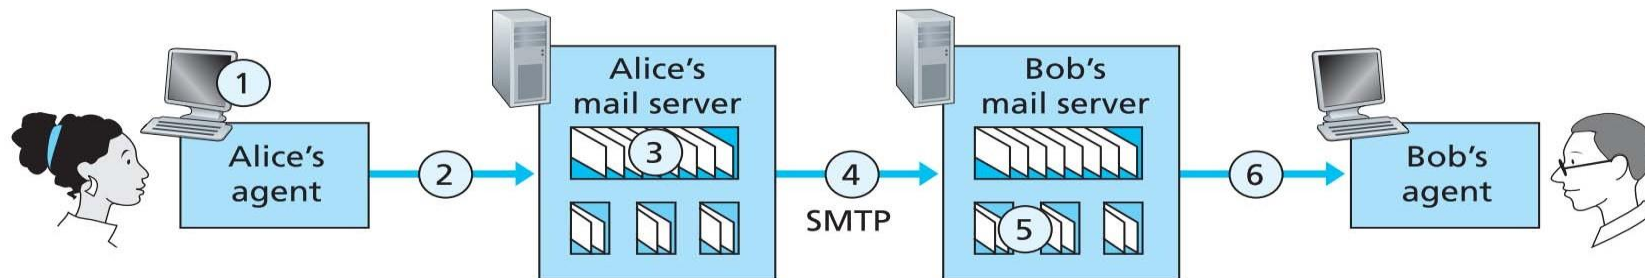 1
Alice's
agent
2
Alice's
mail server
3
4
SMTP
Bob's
mail server
5
6
Bob's
agent